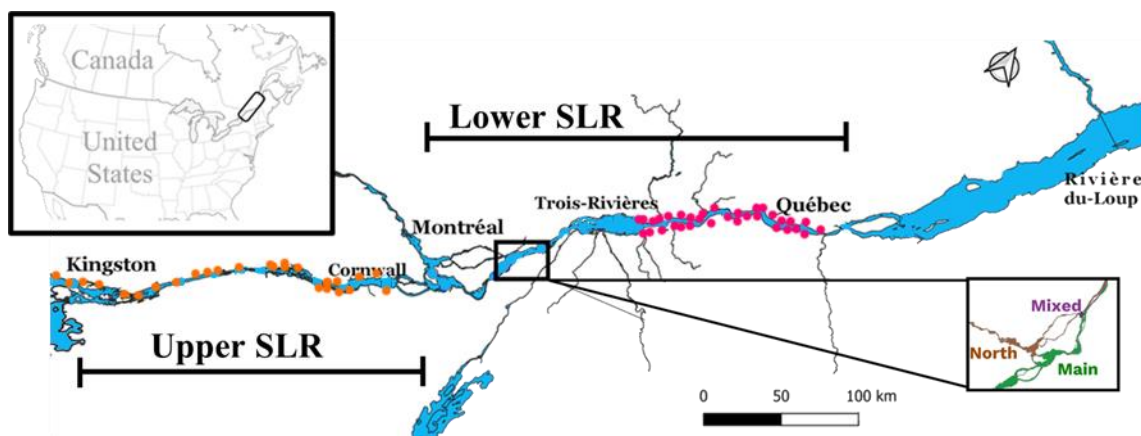 Canada
United
States
Lower SLR
Rivière
du-Loup
Trois-Rivières
Québec
Montréal
Kingston
Cornwall
Upper SLR
Mixed
North
Main
0 50 100 km